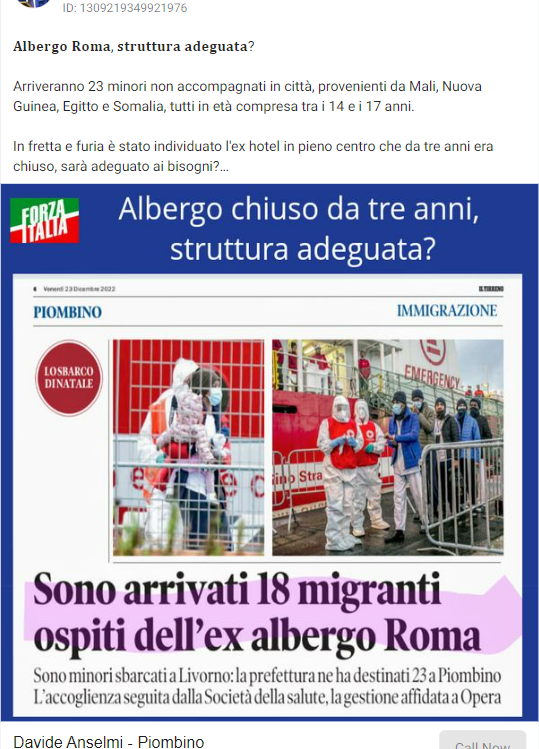 ID: 1309219349921976
Albergo Roma, struttura adeguata?
Arriveranno 23 minori non accompagnati in città, provenienti da Mali, Nuova
Guinea, Egitto e Somalia, tutti in età compresa tra i 14 e i 17 anni.
In fretta e furia è stato individuato l'ex hotel in pieno centro che da tre anni era
chiuso, sarà adeguato ai bisogni?...
FORZA
ITALIA
Albergo chiuso da tre anni,
struttura adeguata?
6 Venerdì 23 Dicembre 2022
IL TIRRENO
PIOMBINO
IMMIGRAZIONE
LO SBARCO
DI NATALE
EMERGENCY
Sono arrivati 18 migranti
ospiti dell'ex albergo Roma
Sono minori sbarcati a Livorno: la prefettura ne ha destinati 23 a Piombino
L'accoglienza seguita dalla Società della salute, la gestione affidata a Opera
Davide Anselmi - Piombino
Call Now